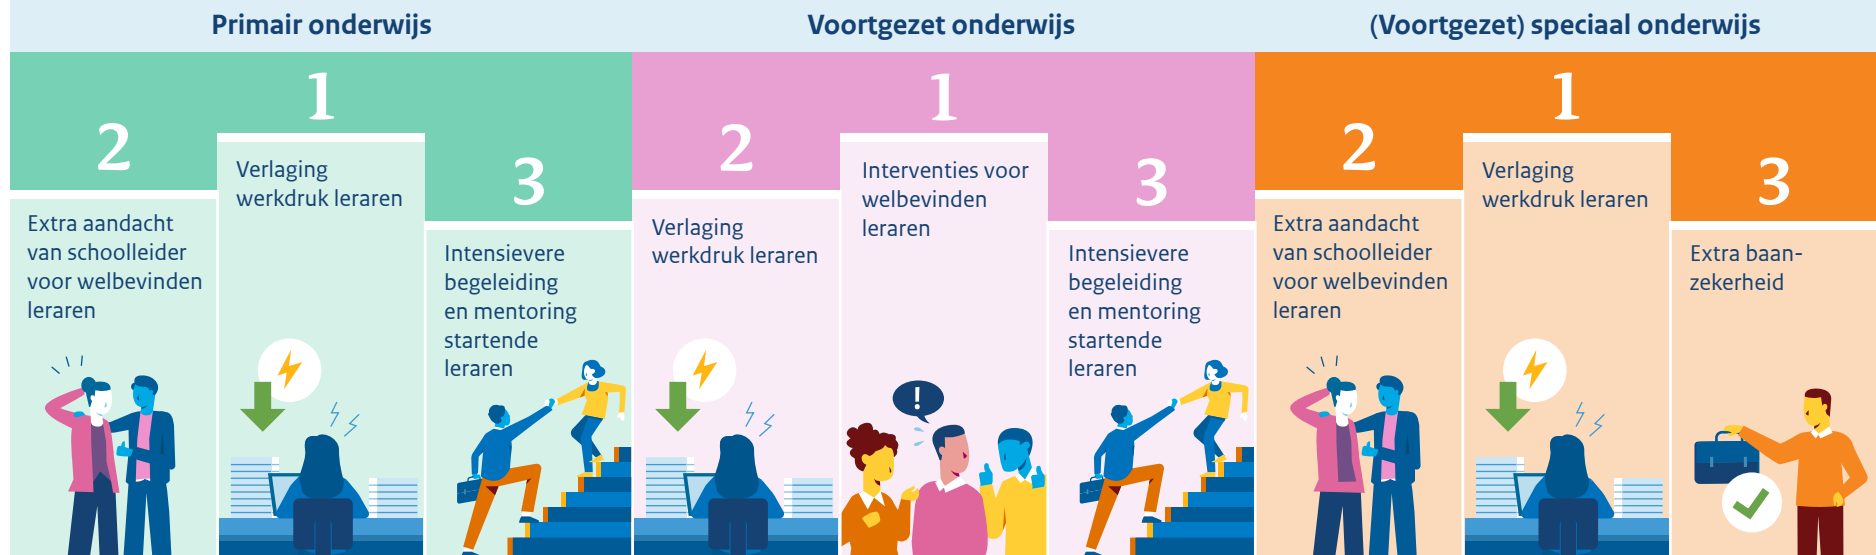 Primair onderwijs
2
Extra aandacht
van schoolleider
voor welbevinden
leraren
1
Verlaging
werkdruk leraren
3
Intensievere
begeleiding
en mentoring
startende
leraren
Voortgezet onderwijs
2
Verlaging
werkdruk leraren
1
Interventies voor
welbevinden
leraren
!
3
Intensievere
begeleiding
en mentoring
startende
leraren
(Voortgezet) speciaal onderwijs
2
Extra aandacht
van schoolleider
voor welbevinden
leraren
1
Verlaging
werkdruk leraren
3
Extra baan-
zekerheid